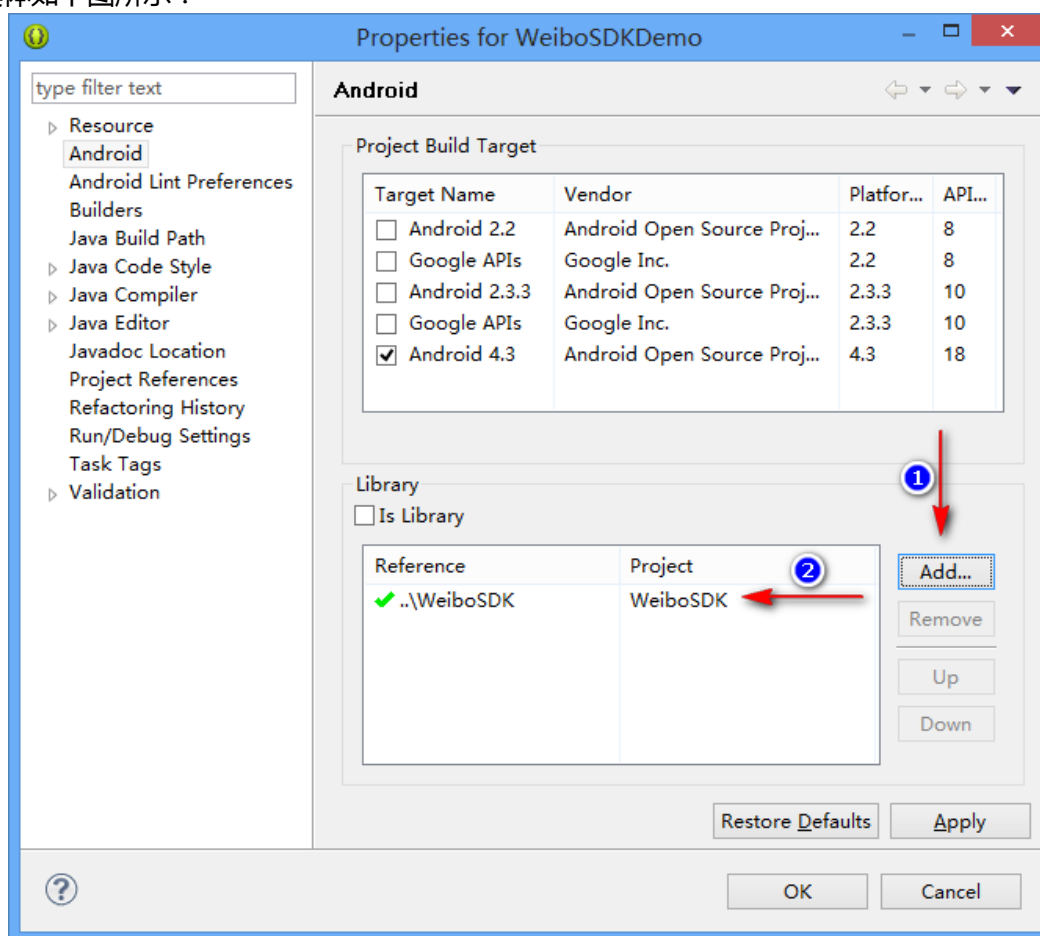 如下图所示：
Properties for WeiboSDKDemo
type filter text
Android
Resource
Android
Android Lint Preferences
Builders
Java Build Path
Java Code Style
Java Compiler
Java Editor
Javadoc Location
Project References
Refactoring History
Run/Debug Settings
Task Tags
Validation
Project Build Target
Target Name Vendor Platfor... API...
Android 2.2 Android Open Source Proj... 2.2 8
Google APIs Google Inc. 2.2 8
Android 2.3.3 Android Open Source Proj... 2.3.3 10
Google APIs Google Inc. 2.3.3 10
Android 4.3 Android Open Source Proj... 4.3 18
1
Library
Is Library
Reference Project
2
..\WeiboSDK WeiboSDK
Add...
Remove
Up
Down
Restore Defaults Apply
?
OK Cancel